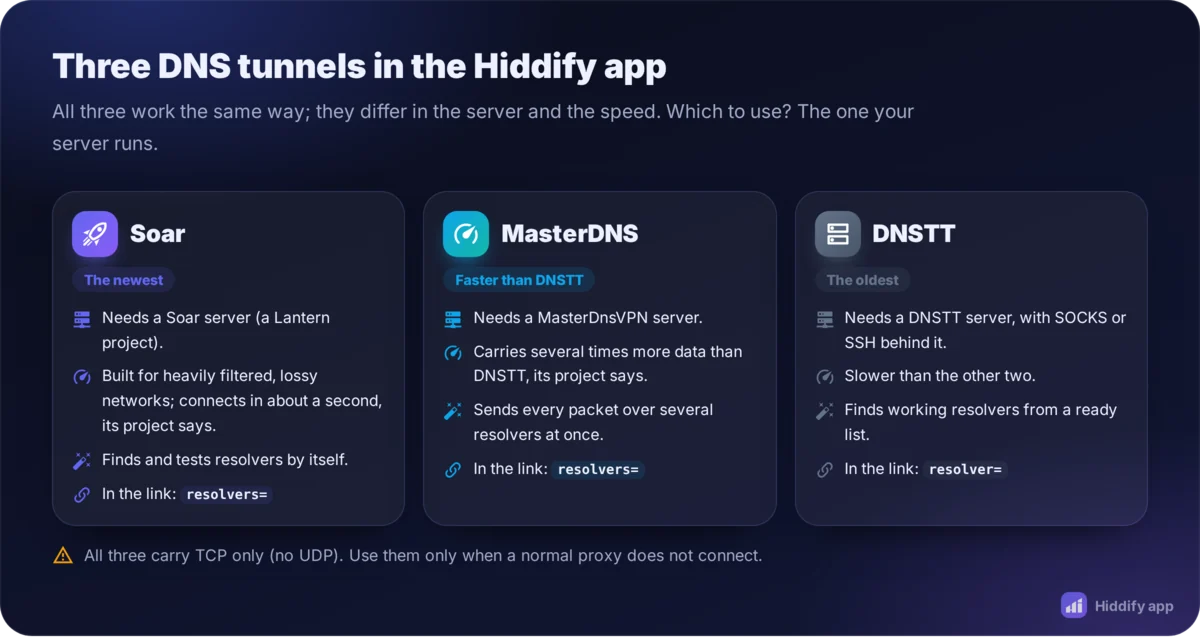 Three DNS tunnels in the Hiddify app
All three work the same way; they differ in the server and the speed. Which to use? The one your
server runs.
Soar
The newest
Needs a Soar server (a Lantern
project).
Built for heavily filtered, lossy
networks; connects in about a second,
its project says.
Finds and tests resolvers by itself.
In the link: resolvers=
MasterDNS
Faster than DNSTT
Needs a MasterDnsVPN server.
Carries several times more data than
DNSTT, its project says.
Sends every packet over several
resolvers at once.
In the link: resolvers=
DNSTT
The oldest
Needs a DNSTT server, with SOCKS or
SSH behind it.
Slower than the other two.
Finds working resolvers from a ready
list.
In the link: resolver=
All three carry TCP only (no UDP). Use them only when a normal proxy does not connect.
Hiddify app